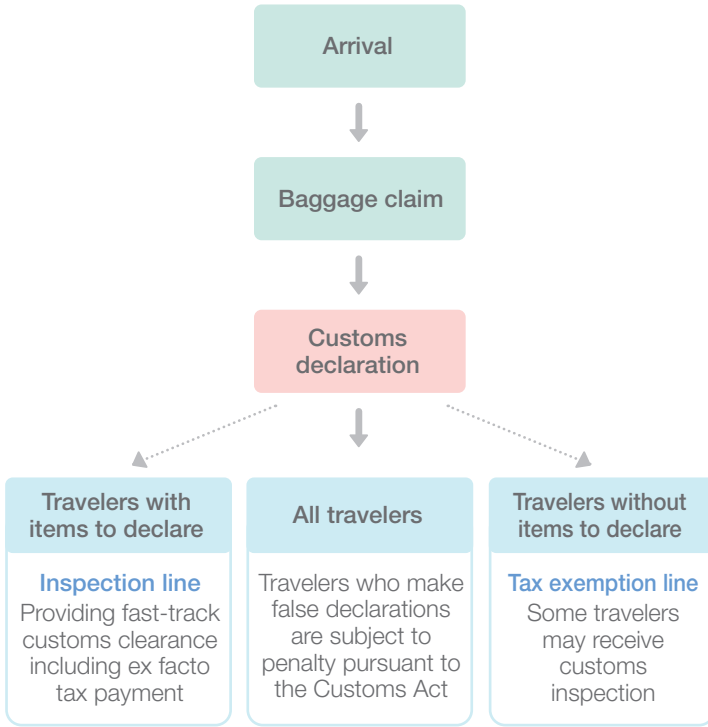 Arrival
Baggage claim
Customs
declaration
Travelers with
items to declare
Inspection line
Providing fast-track
customs clearance
including ex facto
tax payment
All travelers
Travelers who make
false declarations
are subject to
penalty pursuant to
the Customs Act
Travelers without
items to declare
Tax exemption line
Some travelers
may receive
customs
inspection